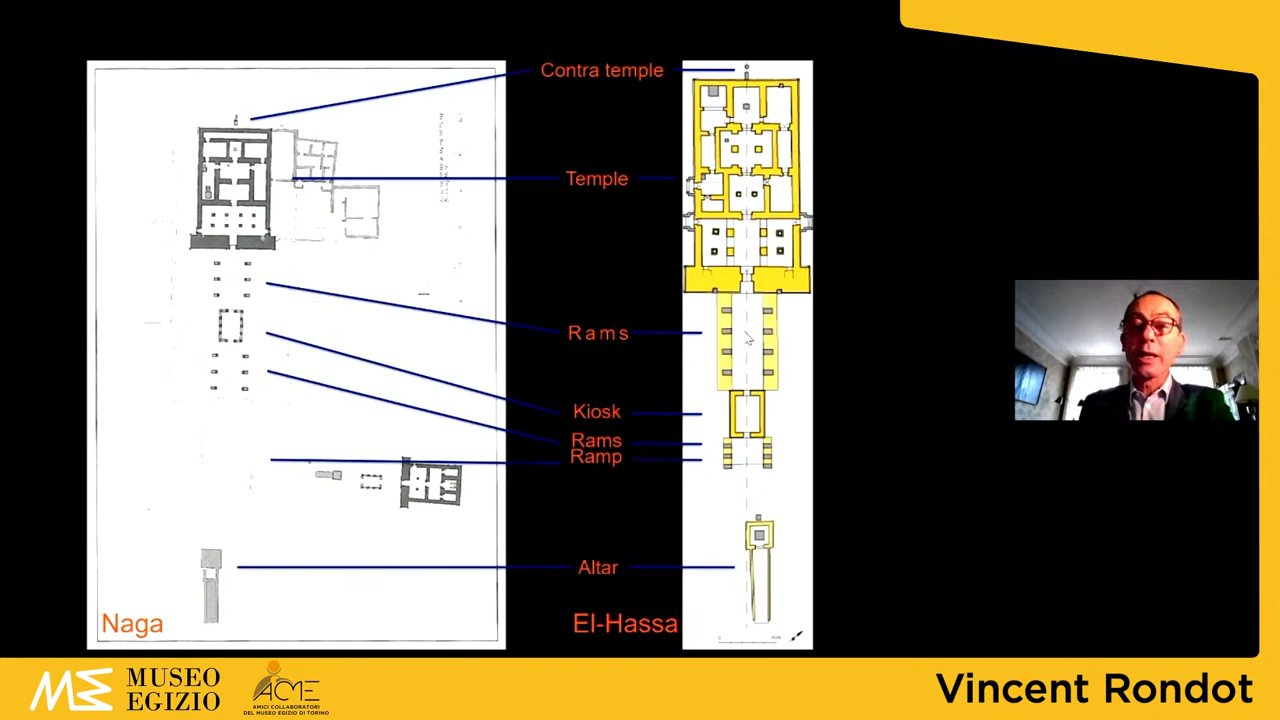 Contra temple
Temple
Rams
Kiosk
Rams
Ramp
Altar
Naga
El-Hassa
MUSEO
EGIZIO
ACME
AMICI COLLABORATORI
DEL MUSEO EGIZIO DI TORINO
Vincent Rondot